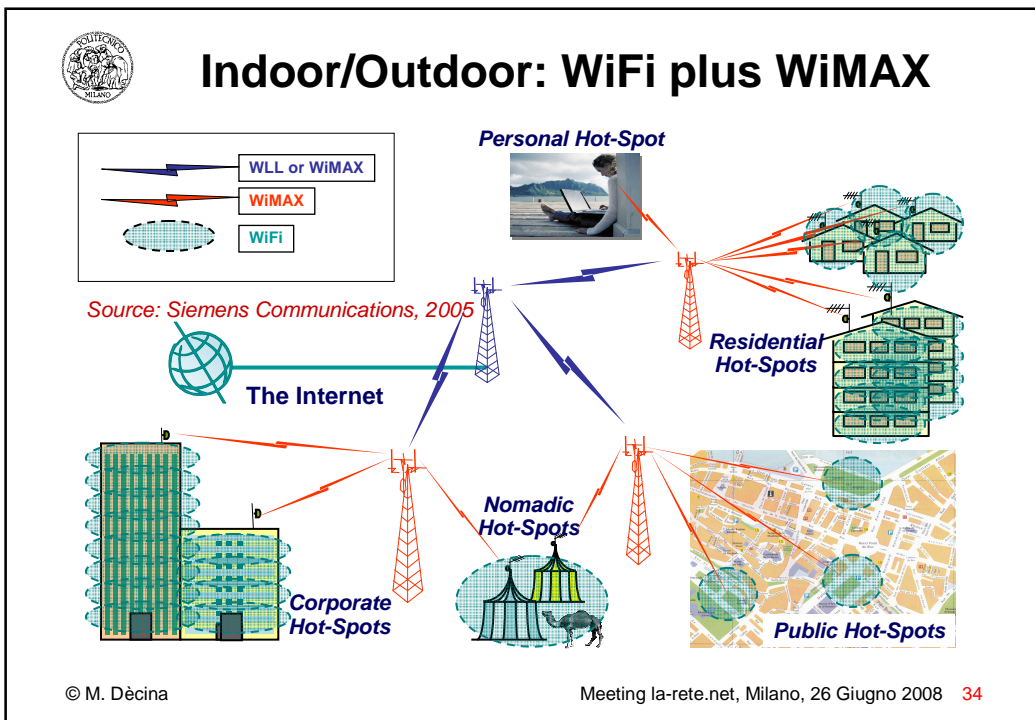 POLITECNICO
MILANO
Indoor/Outdoor: WiFi plus WiMAX
WLL or WiMAX
WiMAX
WiFi
Personal Hot-Spot
Source: Siemens Communications, 2005
The Internet
Residential
Hot-Spots
Nomadic
Hot-Spots
Corporate
Hot-Spots
Public Hot-Spots
© M. Dècina
Meeting la-rete.net, Milano, 26 Giugno 2008 34